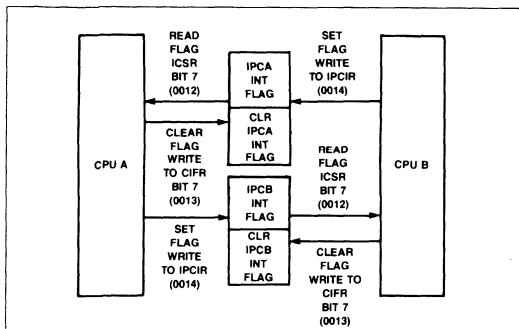 READ
FLAG
ICSR
BIT 7
(0012)
IPCA
INT
FLAG
SET
FLAG
WRITE
TO IPCIR
(0014)
CLR
IPCA
INT
FLAG
CPU A
CPU B
CLEAR
FLAG
WRITE
TO CIFR
BIT 7
(0013)
READ
FLAG
ICSR
BIT 7
(0012)
IPCB
INT
FLAG
SET
FLAG
WRITE
TO IPCIR
(0014)
CLR
IPCB
INT
FLAG
CLEAR
FLAG
WRITE TO
CIFR
BIT 7
(0013)